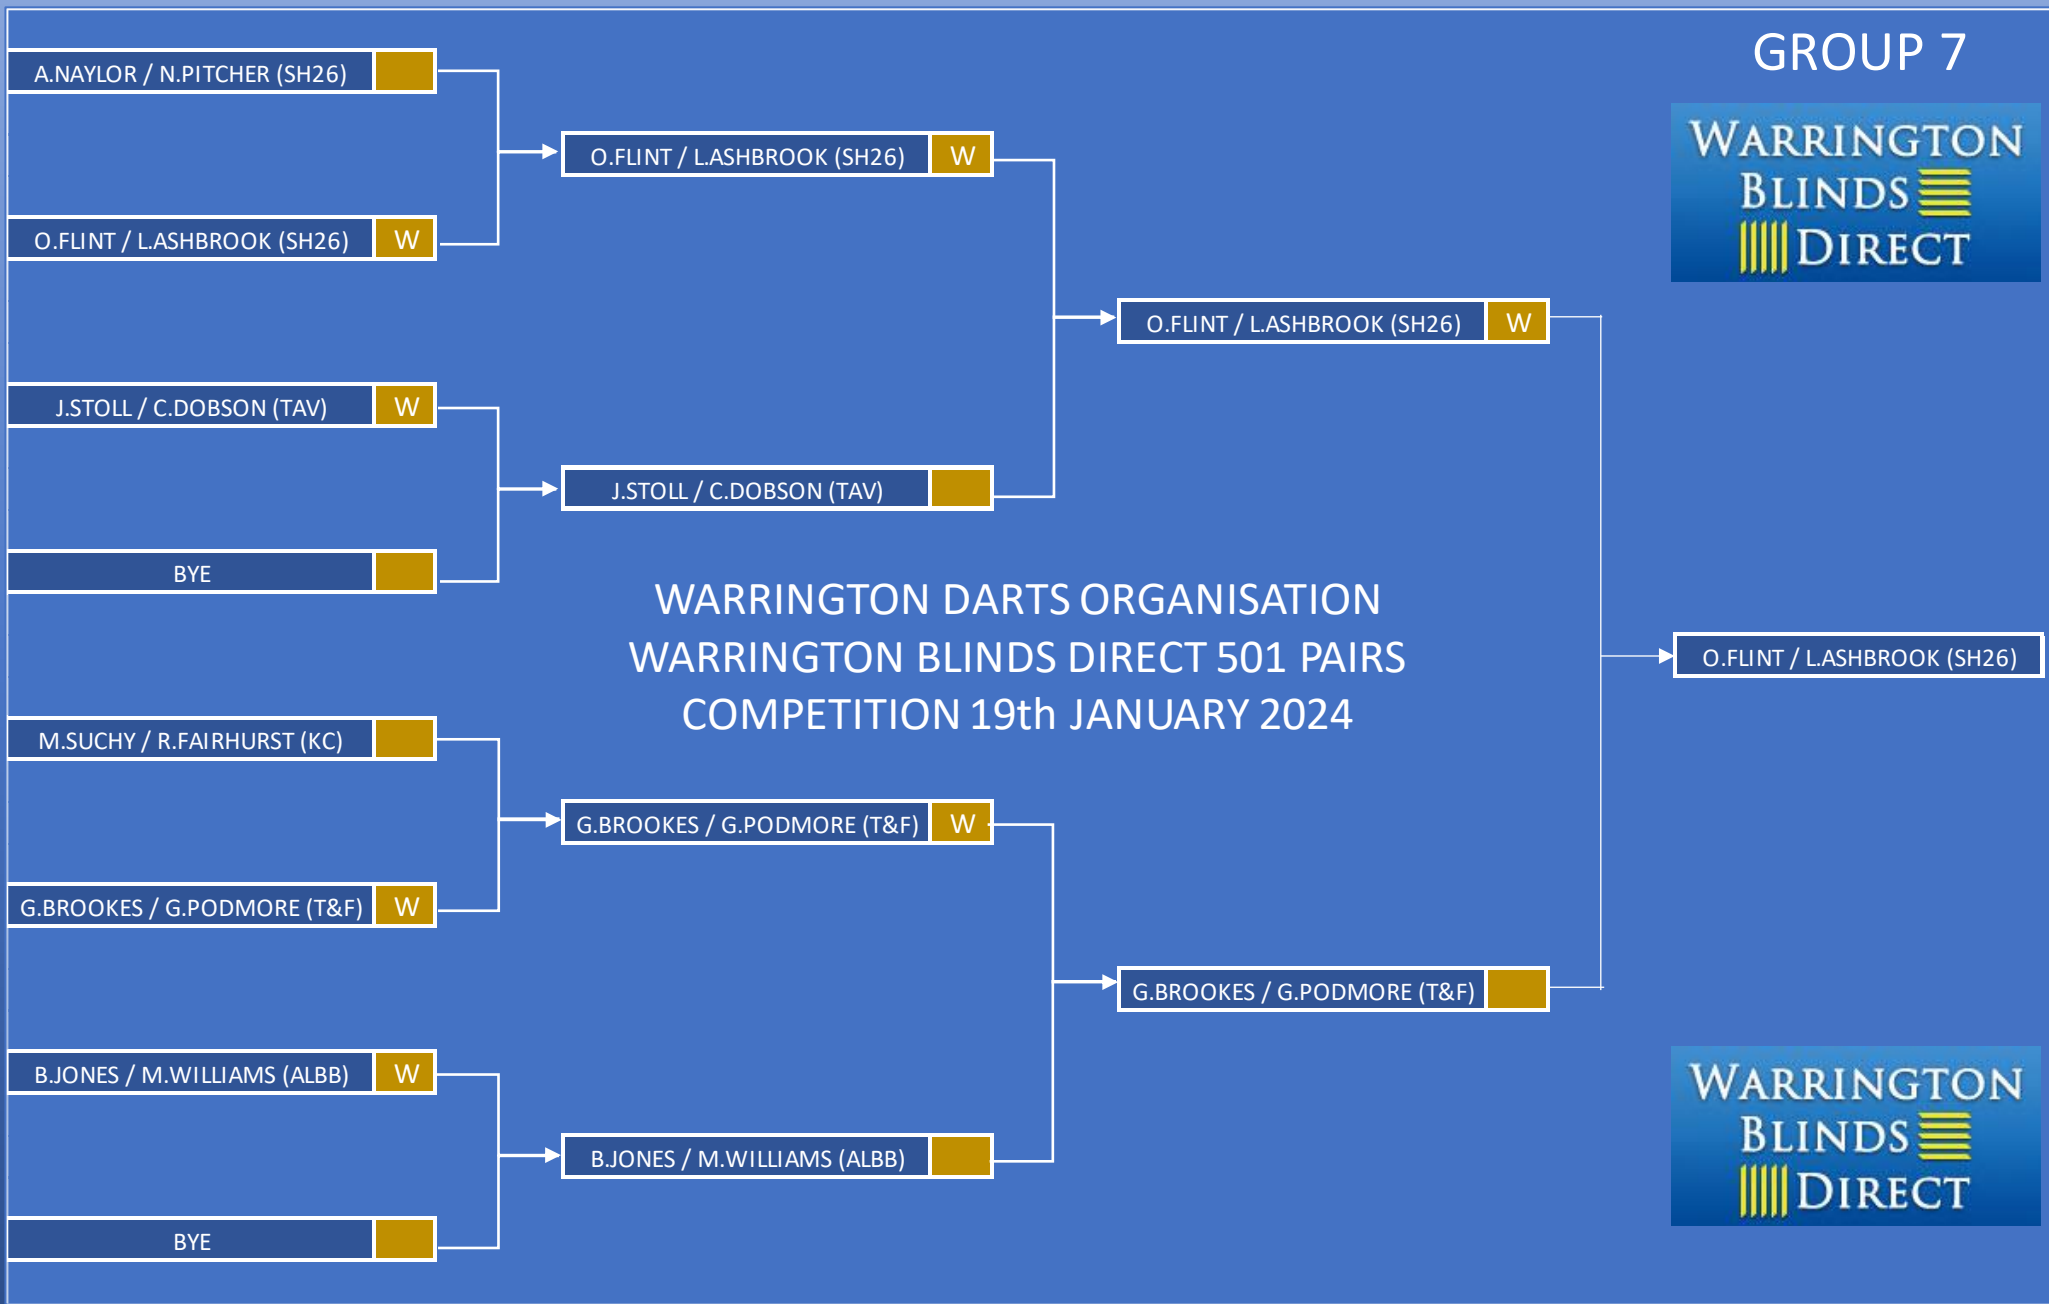 GROUP 7
WARRINGTON
BLINDS
DIRECT
A.NAYLOR / N.PITCHER (SH26)
O.FLINT / L.ASHBROOK (SH26) W
J.STOLL / C.DOBSON (TAV) W
BYE
M.SUCHY / R.FAIRHURST (KC)
G.BROOKES / G.PODMORE (T&F) W
B.JONES / M.WILLIAMS (ALBB) W
BYE
O.FLINT / L.ASHBROOK (SH26) W
J.STOLL / C.DOBSON (TAV)
G.BROOKES / G.PODMORE (T&F) W
B.JONES / M.WILLIAMS (ALBB)
WARRINGTON DARTS ORGANISATION
WARRINGTON BLINDS DIRECT 501 PAIRS
COMPETITION 19th JANUARY 2024
O.FLINT / L.ASHBROOK (SH26) W
G.BROOKES / G.PODMORE (T&F)
O.FLINT / L.ASHBROOK (SH26)
WARRINGTON
BLINDS
DIRECT